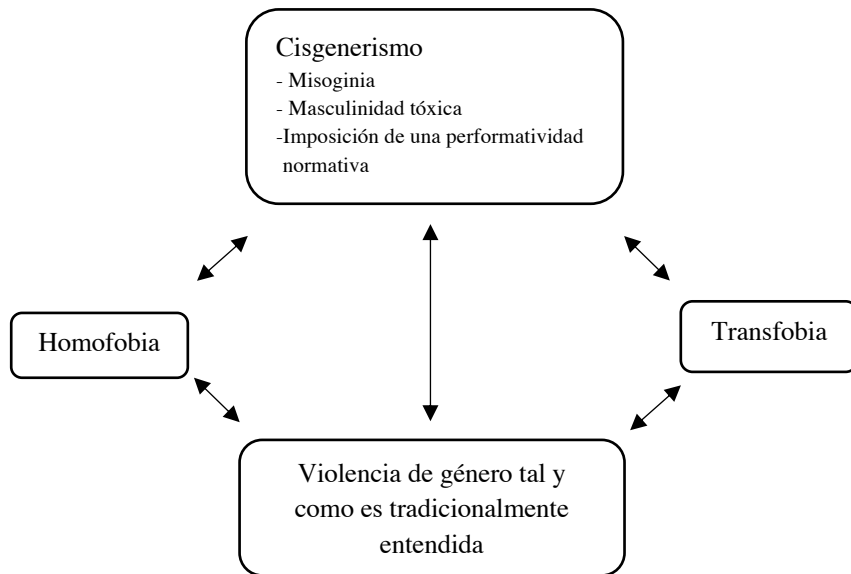 Cisgenerismo
- Misoginia
- Masculinidad tóxica
-Imposición de una performatividad
normativa
Homofobia
Transfobia
Violencia de género tal y
como es tradicionalmente
entendida